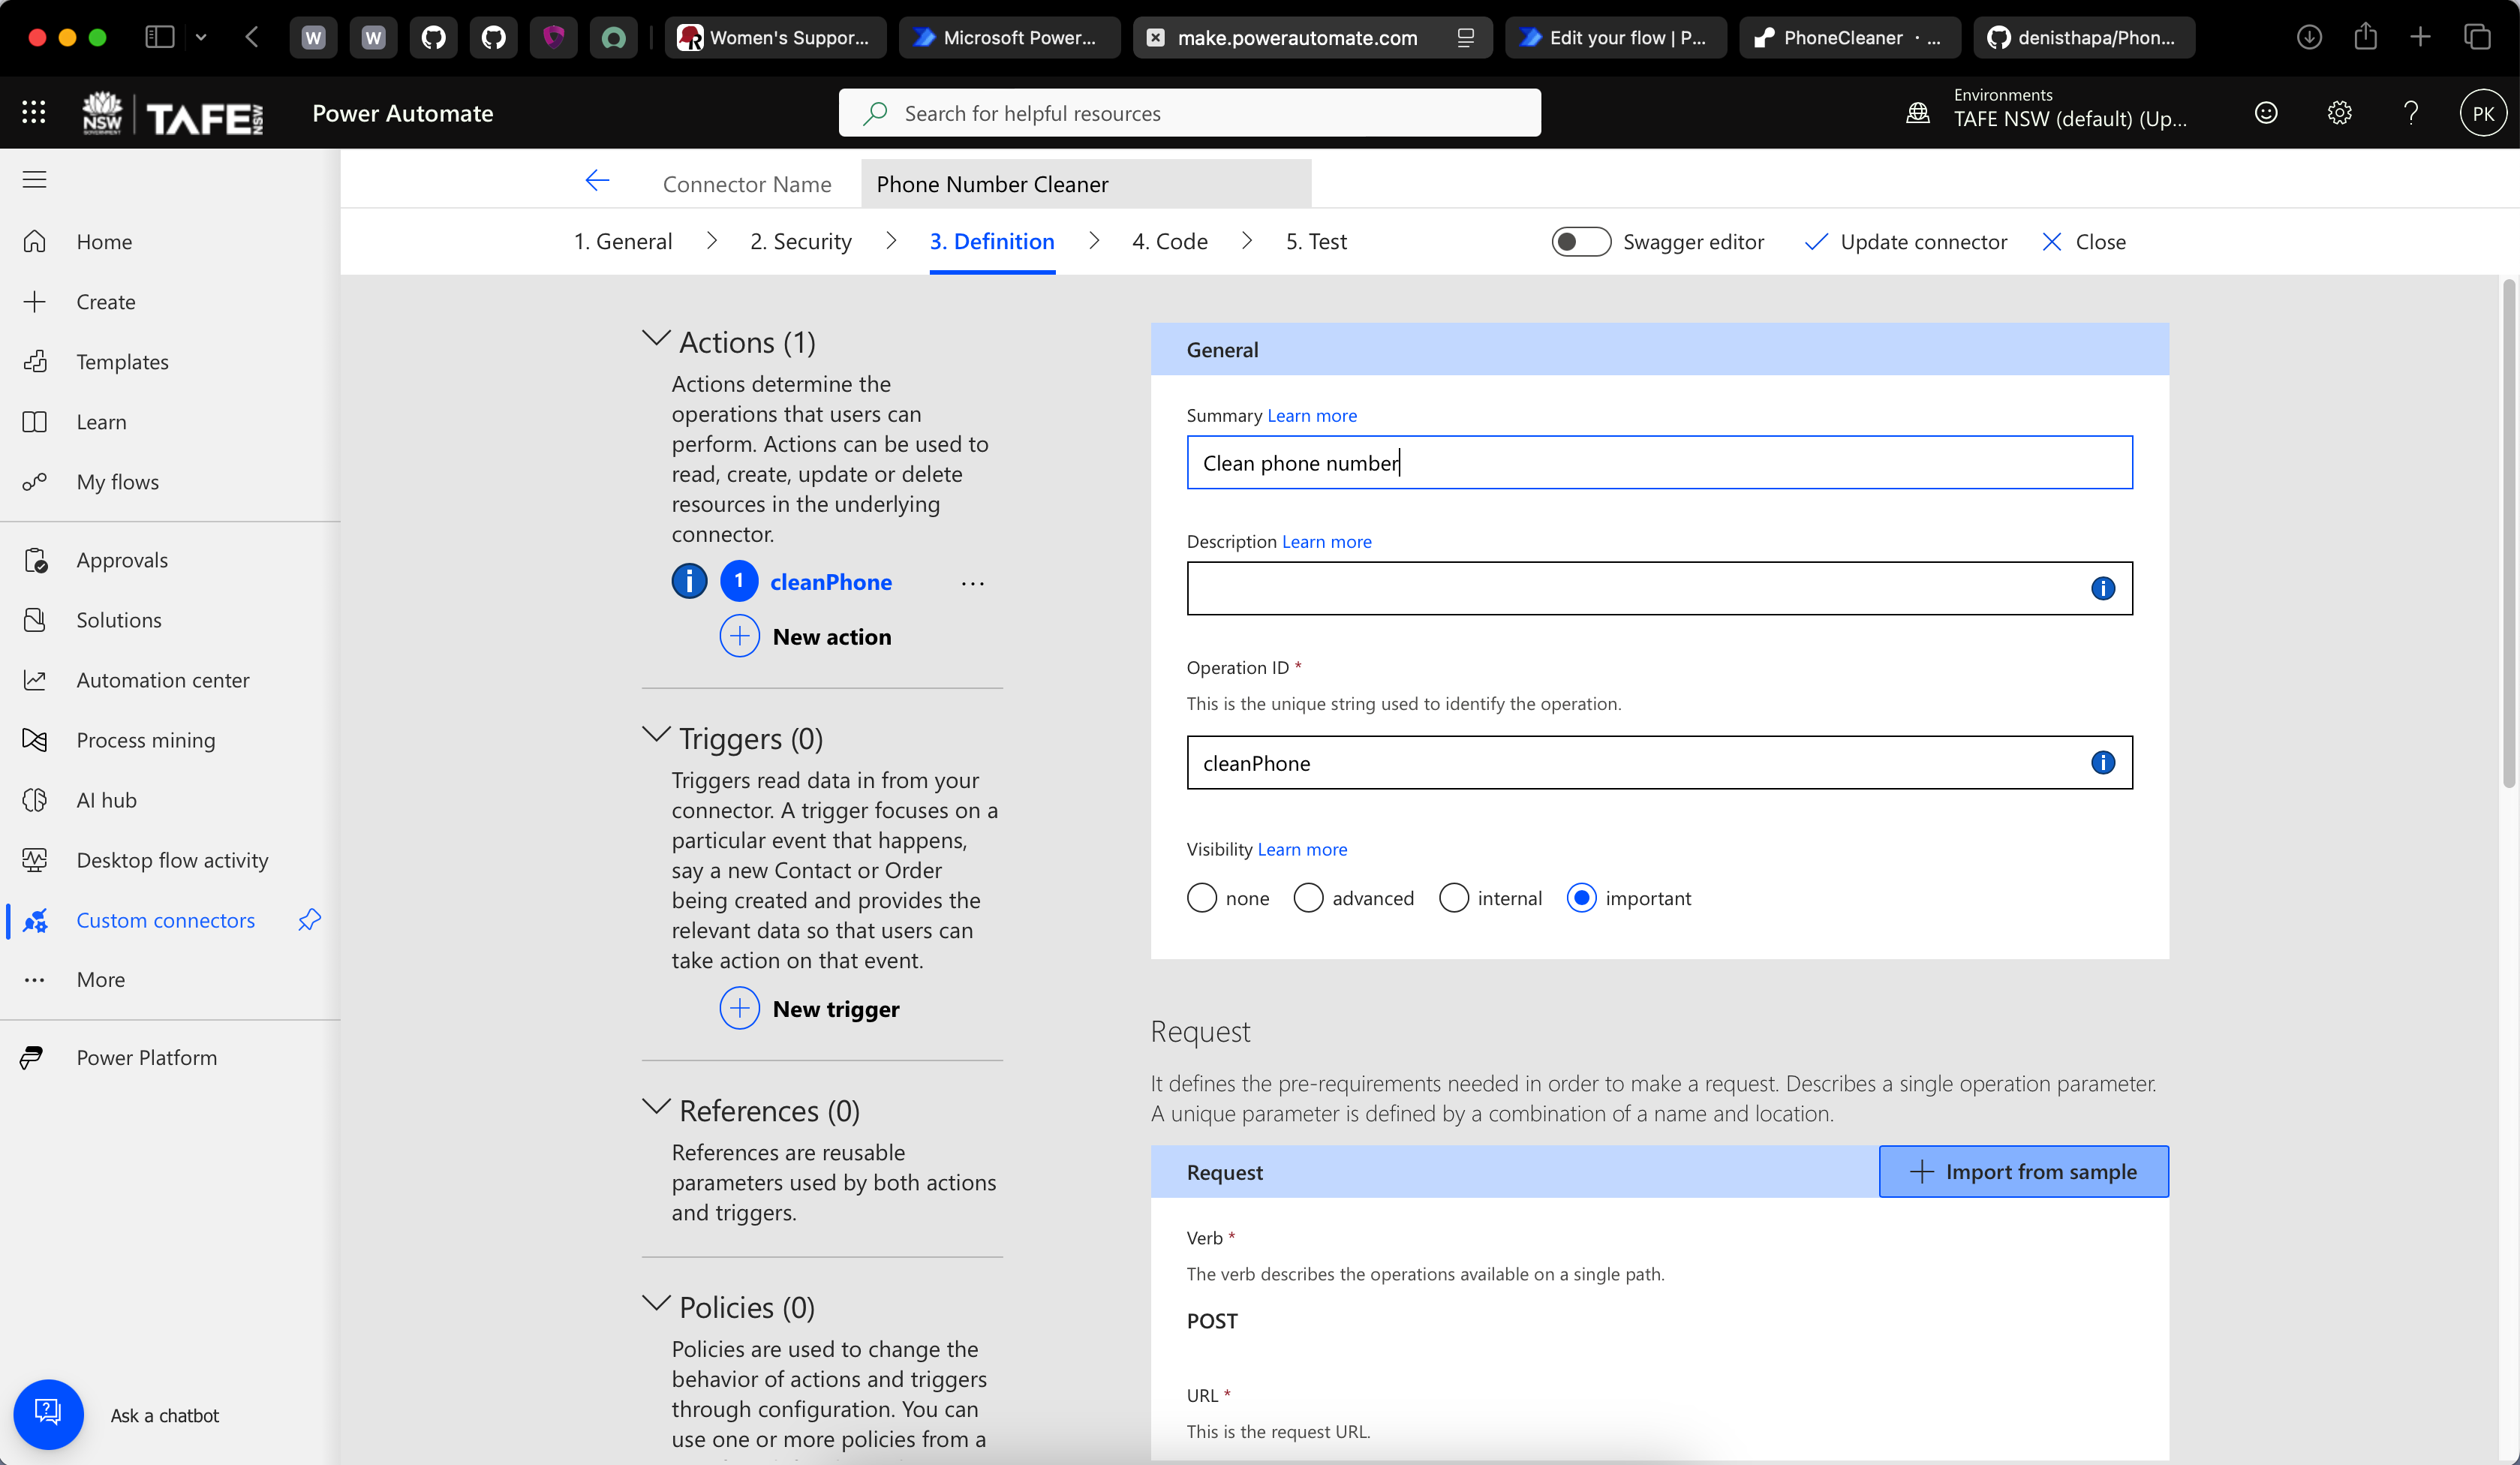 W
W
Women's Suppor...
Microsoft Power...
make.powerautomate.com
Edit your flow | P...
PhoneCleaner · ...
denisthapa/Phon...
NSW
GOVERNMENT
TAFE NSW
Power Automate
Search for helpful resources
Environments
TAFE NSW (default) (Up...
PK
Home
Create
Templates
Learn
My flows
Approvals
Solutions
Automation center
Process mining
AI hub
Desktop flow activity
Custom connectors
More
Power Platform
Ask a chatbot
Connector Name
Phone Number Cleaner
1. General
2. Security
3. Definition
4. Code
5. Test
Swagger editor
Update connector
Close
Actions (1)
Actions determine the
operations that users can
perform. Actions can be used to
read, create, update or delete
resources in the underlying
connector.
1
cleanPhone
New action
Triggers (0)
Triggers read data in from your
connector. A trigger focuses on a
particular event that happens,
say a new Contact or Order
being created and provides the
relevant data so that users can
take action on that event.
New trigger
References (0)
References are reusable
parameters used by both actions
and triggers.
Policies (0)
Policies are used to change the
behavior of actions and triggers
through configuration. You can
use one or more policies from a
General
Summary Learn more
Clean phone number
Description Learn more
Operation ID *
This is the unique string used to identify the operation.
cleanPhone
Visibility Learn more
none
advanced
internal
important
Request
It defines the pre-requirements needed in order to make a request. Describes a single operation parameter.
A unique parameter is defined by a combination of a name and location.
Request
Import from sample
Verb *
The verb describes the operations available on a single path.
POST
URL *
This is the request URL.